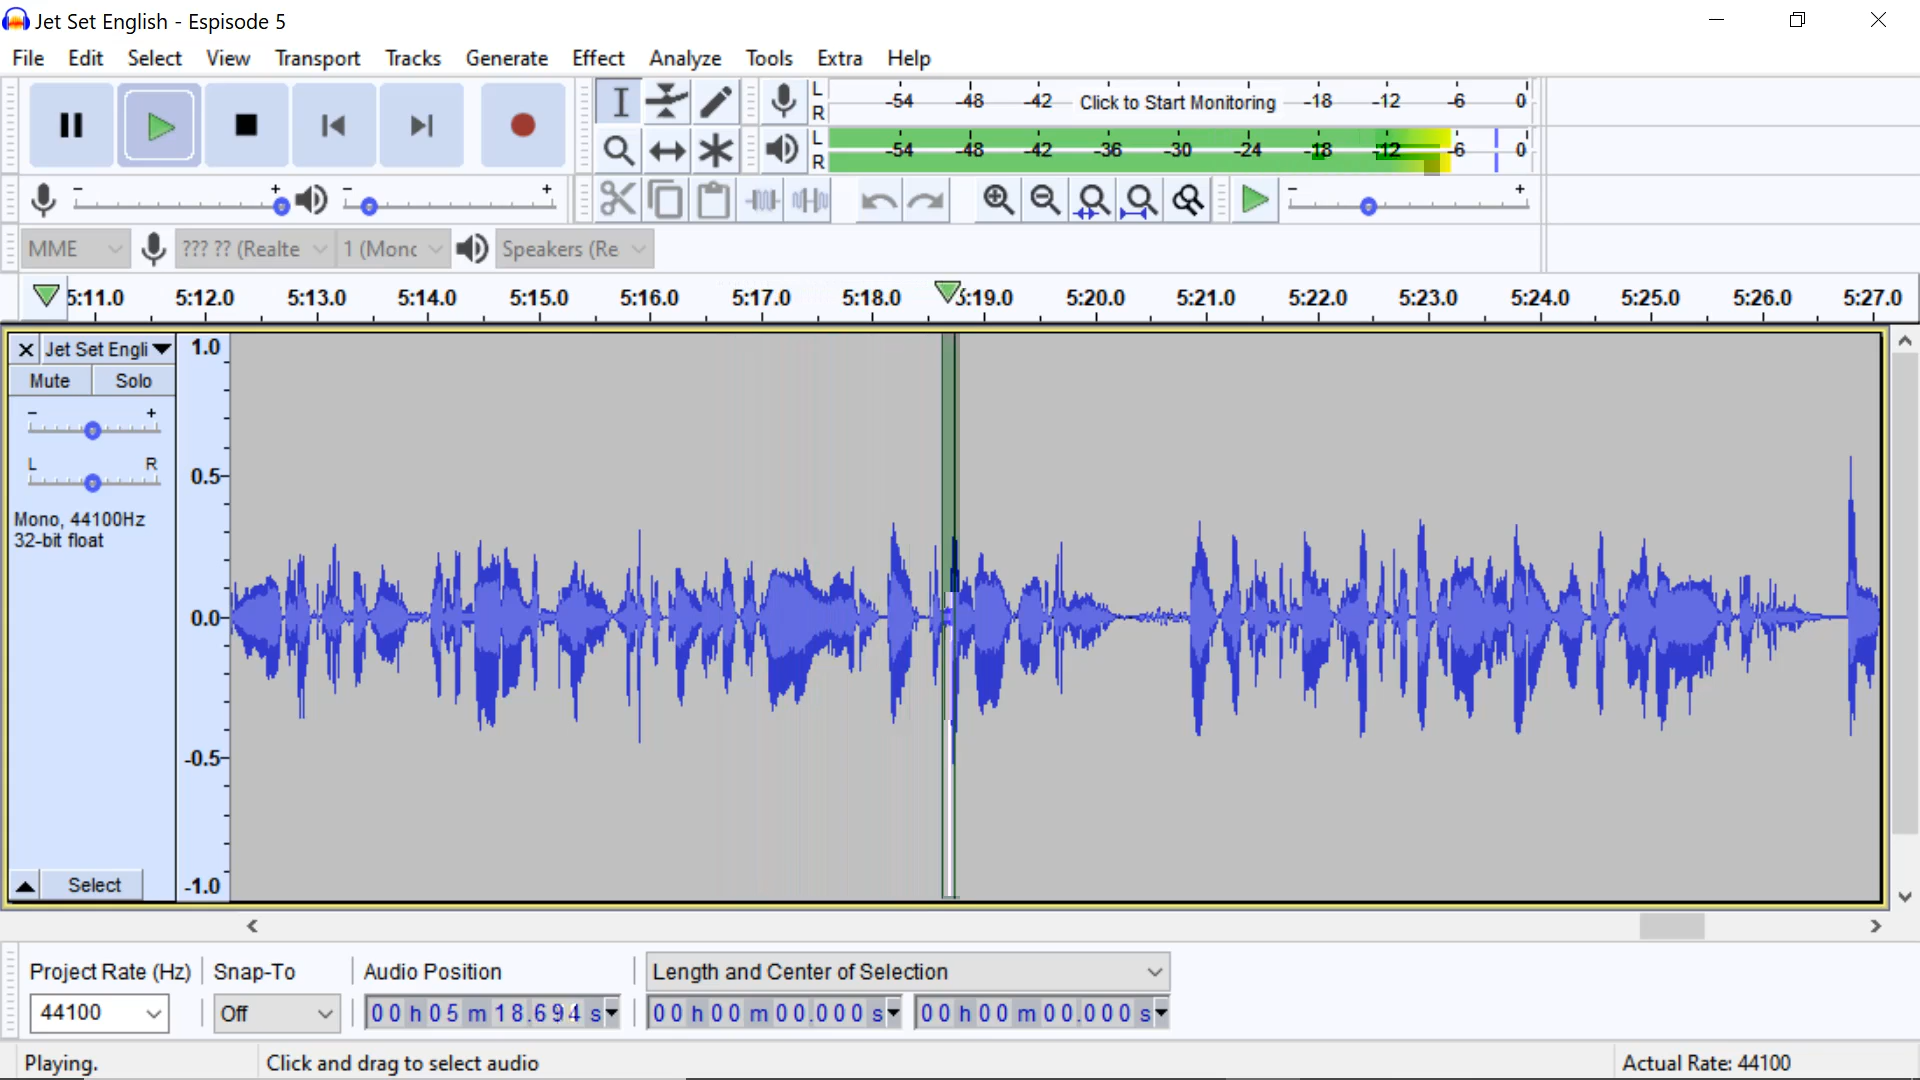 Jet Set English - Espisode 5
File Edit Select View Transport Tracks Generate Effect Analyze Tools Extra Help
L
R
-54 -48 -42 Click to Start Monitoring -18 -12 -6 0
L
R
-54 -48 -42 -36 -30 -24 -18 -12 -6 0
- + - + - +
MME ??? ?? (Realte 1 (Monc Speakers (Re
5:11.0 5:12.0 5:13.0 5:14.0 5:15.0 5:16.0 5:17.0 5:18.0 5:19.0 5:20.0 5:21.0 5:22.0 5:23.0 5:24.0 5:25.0 5:26.0 5:27.0
Jet Set Engli
Mute Solo
- +
L R
Mono, 44100Hz
32-bit float
Select
1.0
0.5
0.0
-0.5
-1.0
Project Rate (Hz) Snap-To Audio Position Length and Center of Selection
44100 Off 00 h 05 m 18.694 s 00 h 00 m 00.000 s 00 h 00 m 00.000 s
Playing. Click and drag to select audio Actual Rate: 44100